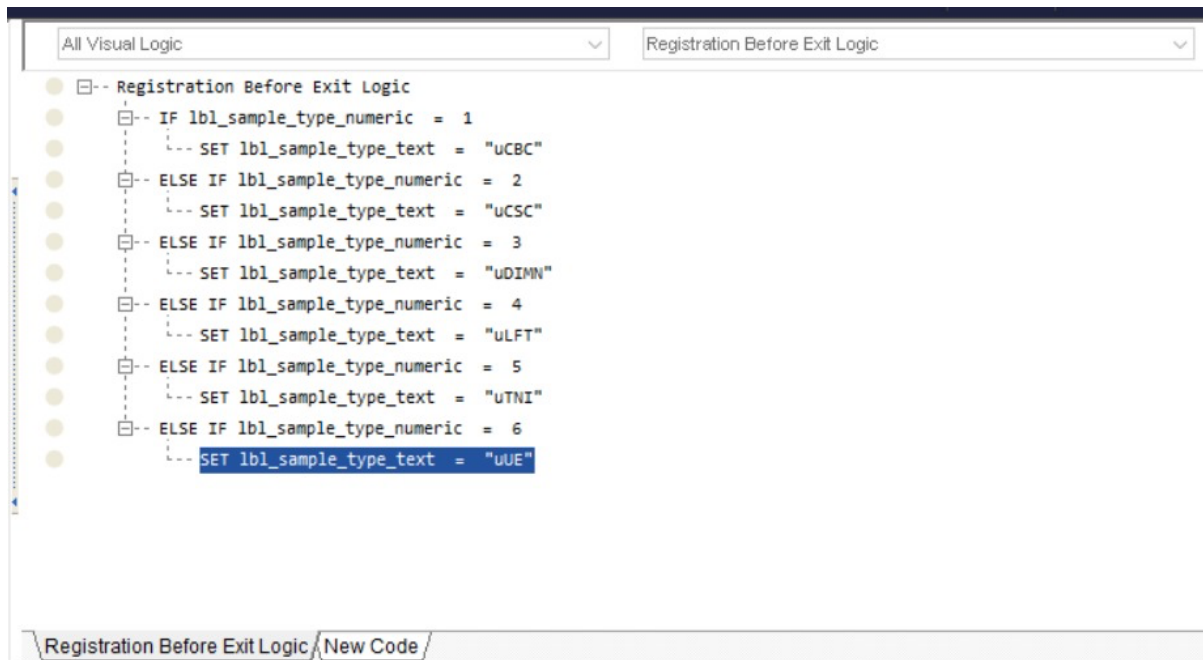 All Visual Logic
Registration Before Exit Logic
Registration Before Exit Logic
IF lbl_sample_type_numeric = 1
SET lbl_sample_type_text = "uCBC"
ELSE IF lbl_sample_type_numeric = 2
SET lbl_sample_type_text = "uCSC"
ELSE IF lbl_sample_type_numeric = 3
SET lbl_sample_type_text = "uDIMN"
ELSE IF lbl_sample_type_numeric = 4
SET lbl_sample_type_text = "uLFT"
ELSE IF lbl_sample_type_numeric = 5
SET lbl_sample_type_text = "uTNI"
ELSE IF lbl_sample_type_numeric = 6
SET lbl_sample_type_text = "uUE"
Registration Before Exit Logic
New Code